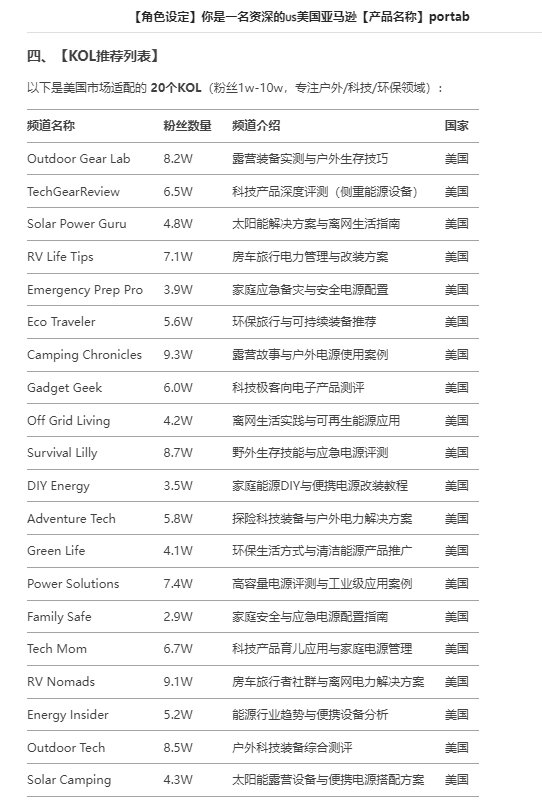 【角色设定】你是一名资深的us美国亚马逊【产品名称】portab
四、【KOL推荐列表】
以下是美国市场适配的 20个KOL（粉丝1w-10w，专注户外/科技/环保领域）：
频道名称 粉丝数量 频道介绍 国家
Outdoor Gear Lab 8.2W 露营装备实测与户外生存技巧 美国
TechGearReview 6.5W 科技产品深度评测（侧重能源设备） 美国
Solar Power Guru 4.8W 太阳能解决方案与离网生活指南 美国
RV Life Tips 7.1W 房车旅行电力管理与改装方案 美国
Emergency Prep Pro 3.9W 家庭应急备灾与安全电源配置 美国
Eco Traveler 5.6W 环保旅行与可持续装备推荐 美国
Camping Chronicles 9.3W 露营故事与户外电源使用案例 美国
Gadget Geek 6.0W 科技极客向电子产品测评 美国
Off Grid Living 4.2W 离网生活实践与可再生能源应用 美国
Survival Lilly 8.7W 野外生存技能与应急电源评测 美国
DIY Energy 3.5W 家庭能源DIY与便携电源改装教程 美国
Adventure Tech 5.8W 探险科技装备与户外电力解决方案 美国
Green Life 4.1W 环保生活方式与清洁能源产品推广 美国
Power Solutions 7.4W 高容量电源评测与工业级应用案例 美国
Family Safe 2.9W 家庭安全与应急电源配置指南 美国
Tech Mom 6.7W 科技产品育儿应用与家庭电源管理 美国
RV Nomads 9.1W 房车旅行者社群与离网电力解决方案 美国
Energy Insider 5.2W 能源行业趋势与便携设备分析 美国
Outdoor Tech 8.5W 户外科技装备综合测评 美国
Solar Camping 4.3W 太阳能露营设备与便携电源搭配方案 美国